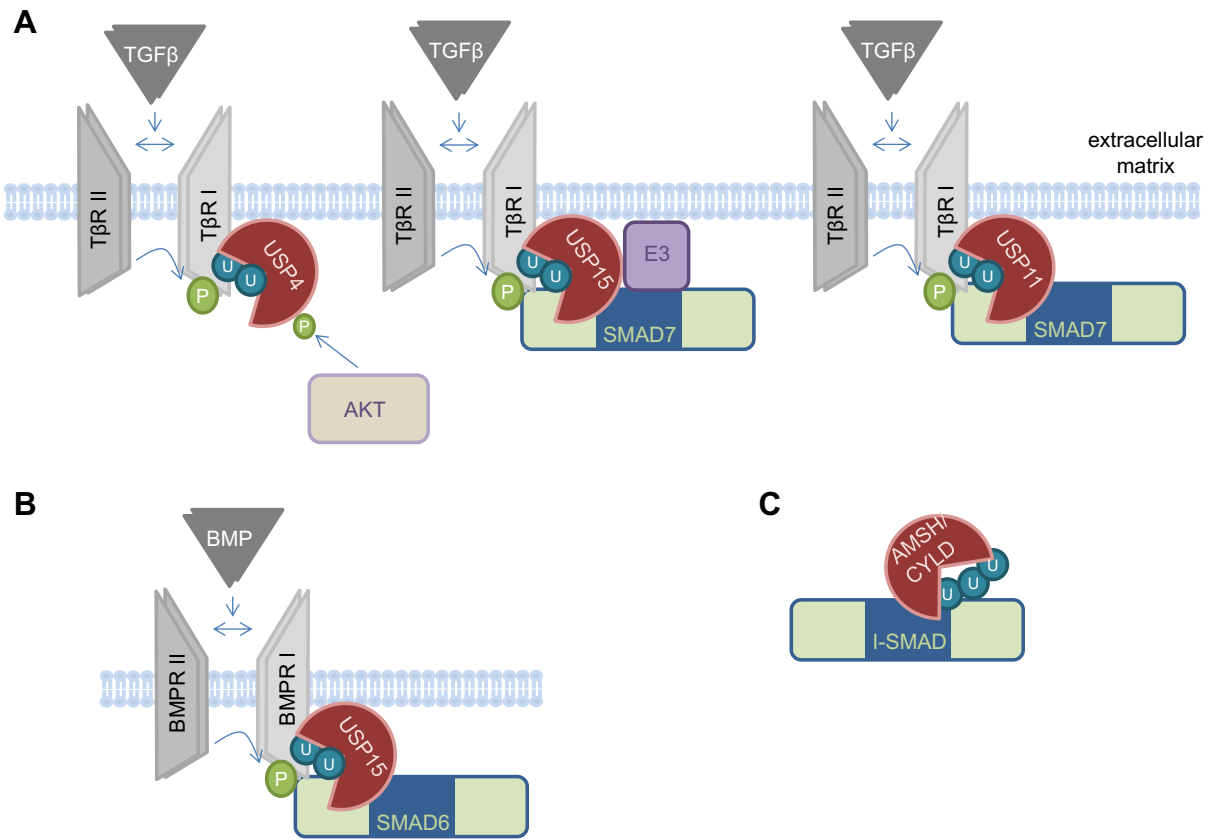 A
TGFβ
TβR II
TβR I
USP4
U
U
P
P
AKT
TGFβ
TβR II
TβR I
USP15
E3
U
U
P
SMAD7
TGFβ
TβR II
TβR I
USP11
U
U
P
SMAD7
extracellular
matrix
B
BMP
BMPR II
BMPR I
USP15
U
U
P
SMAD6
C
AMSH/
CYLD
U
U
U
I-SMAD